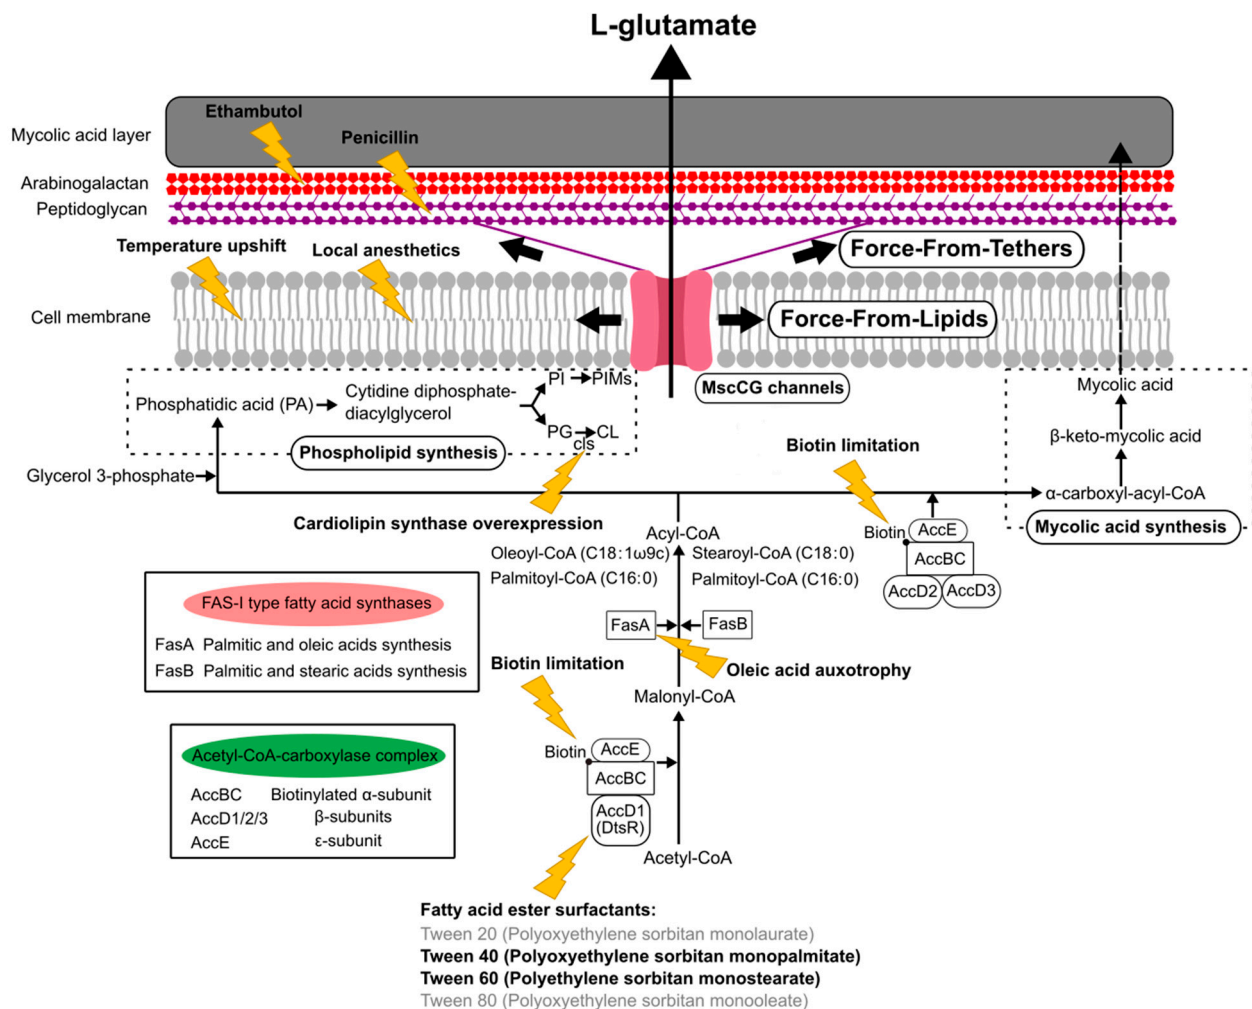 L-glutamate
Ethambutol
Mycolic acid layer
Penicillin
Arabinogalactan
Peptidoglycan
Temperature upshift
Local anesthetics
Force-From-Tethers
Cell membrane
Force-From-Lipids
MscCG channels
Phosphatidic acid (PA)
Cytidine diphosphate-
diacylglycerol
PI
PIMs
PG
CL
cls
Phospholipid synthesis
Mycolic acid
β-keto-mycolic acid
α-carboxyl-acyl-CoA
Mycolic acid synthesis
Glycerol 3-phosphate
Biotin limitation
Cardiolipin synthase overexpression
Biotin
AccE
AccBC
AccD2
AccD3
Acyl-CoA
Oleoyl-CoA (C18:1ω9c)
Stearoyl-CoA (C18:0)
Palmitoyl-CoA (C16:0)
Palmitoyl-CoA (C16:0)
FAS-I type fatty acid synthases
FasA Palmitic and oleic acids synthesis
FasB Palmitic and stearic acids synthesis
FasA
FasB
Biotin limitation
Oleic acid auxotrophy
Malonyl-CoA
Biotin
AccE
AccBC
AccD1
(DtsR)
Acetyl-CoA
Acetyl-CoA-carboxylase complex
AccBC Biotinylated α-subunit
AccD1/2/3 β-subunits
AccE ε-subunit
Fatty acid ester surfactants:
Tween 20 (Polyoxyethylene sorbitan monolaurate)
Tween 40 (Polyoxyethylene sorbitan monopalmitate)
Tween 60 (Polyethylene sorbitan monostearate)
Tween 80 (Polyoxyethylene sorbitan monooleate)